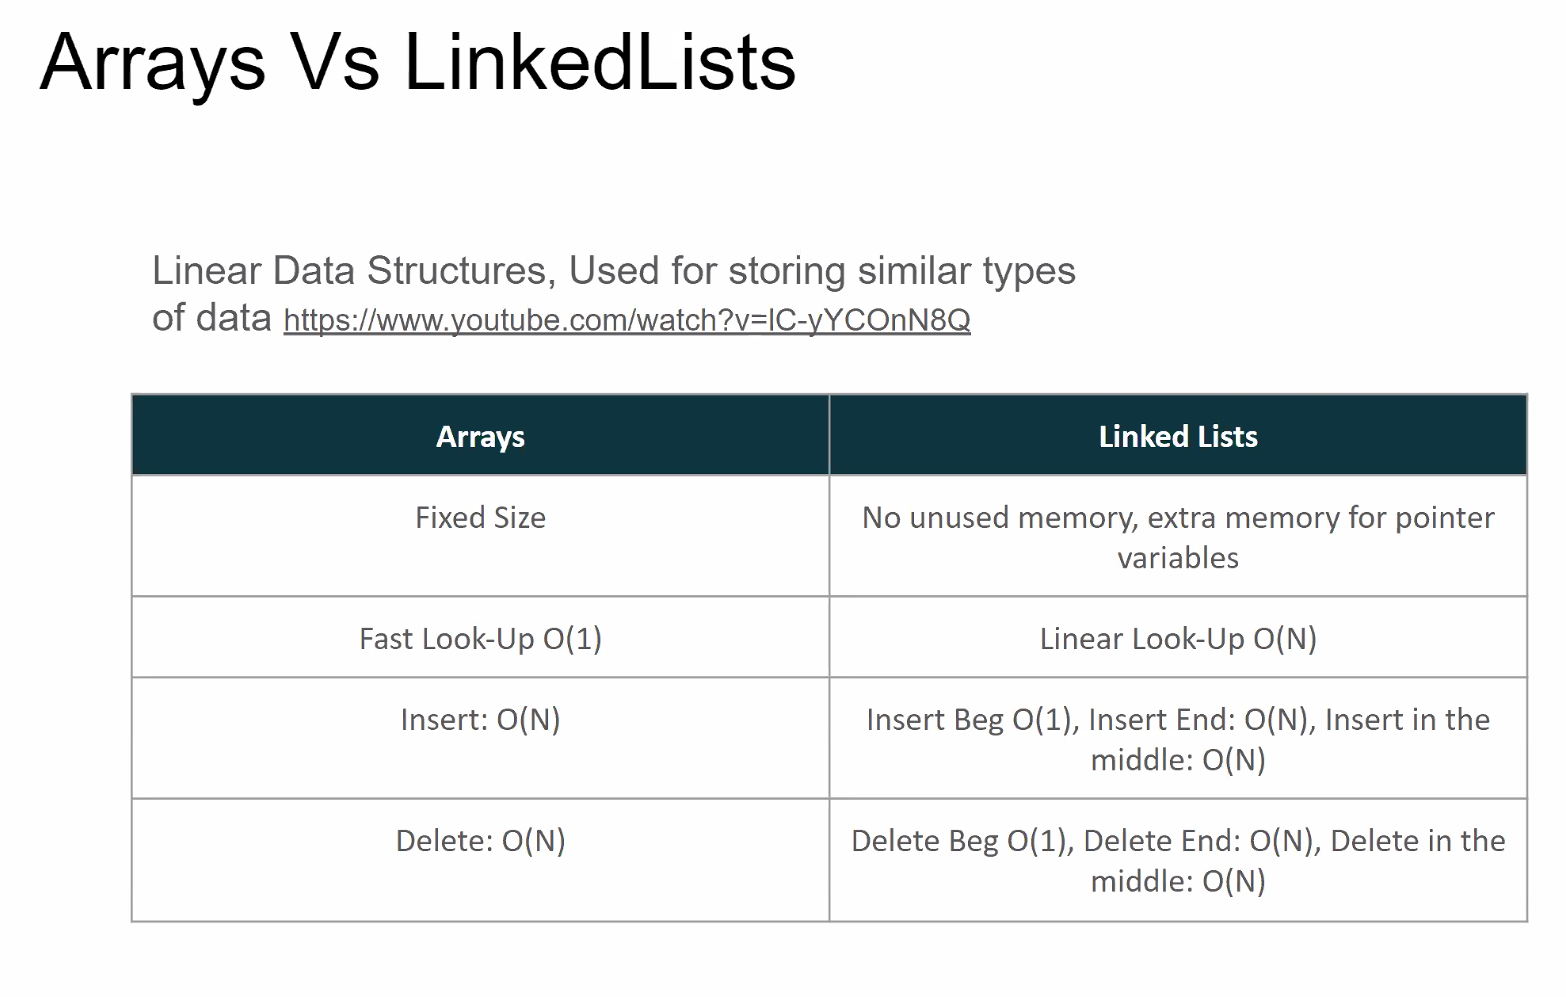 Arrays Vs LinkedLists
Linear Data Structures, Used for storing similar types
of data https://www.youtube.com/watch?v=lC-yYCOnN8Q
Arrays
Linked Lists
Fixed Size
No unused memory, extra memory for pointer
variables
Fast Look-Up O(1)
Linear Look-Up O(N)
Insert: O(N)
Insert Beg O(1), Insert End: O(N), Insert in the
middle: O(N)
Delete: O(N)
Delete Beg O(1), Delete End: O(N), Delete in the
middle: O(N)